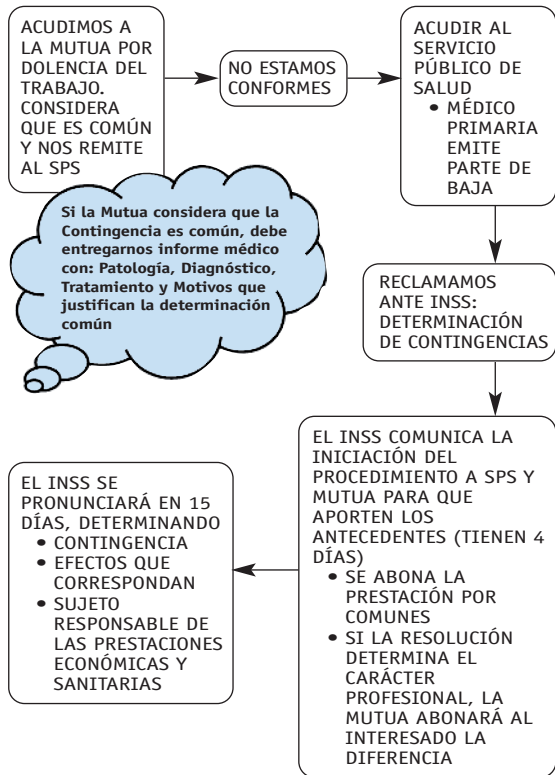 ACUDIMOS A
LA MUTUA POR
DOLENCIA DEL
TRABAJO.
CONSIDERA
QUE ES COMÚN
Y NOS REMITE
AL SPS
NO ESTAMOS
CONFORMES
ACUDIR AL
SERVICIO
PÚBLICO DE
SALUD
• MÉDICO
PRIMARIA
EMITE
PARTE DE
BAJA
Si la Mutua considera que la
Contingencia es común, debe
entregarnos informe médico
con: Patología, Diagnóstico,
Tratamiento y Motivos que
justifican la determinación
común
RECLAMAMOS
ANTE INSS:
DETERMINACIÓN
DE CONTINGENCIAS
EL INSS COMUNICA LA
INICIACIÓN DEL
PROCEDIMIENTO A SPS Y
MUTUA PARA QUE
APORTEN LOS
ANTECEDENTES (TIENEN 4
DÍAS)
• SE ABONA LA
PRESTACIÓN POR
COMUNES
• SI LA RESOLUCIÓN
DETERMINA EL
CARÁCTER
PROFESIONAL, LA
MUTUA ABONARÁ AL
INTERESADO LA
DIFERENCIA
EL INSS SE
PRONUNCIARÁ EN 15
DÍAS, DETERMINANDO
• CONTINGENCIA
• EFECTOS QUE
CORRESPONDAN
• SUJETO
RESPONSABLE DE
LAS PRESTACIONES
ECONÓMICAS Y
SANITARIAS